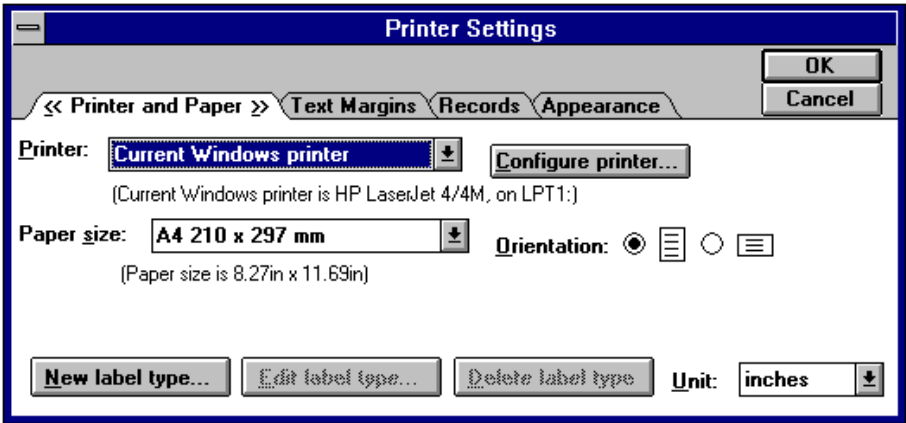 Printer Settings
OK
Cancel
<< Printer and Paper >> Text Margins Records Appearance
Printer: Current Windows printer Configure printer...
(Current Windows printer is HP LaserJet 4/4M, on LPT1:)
Paper size: A4 210 x 297 mm Orientation:
(Paper size is 8.27in x 11.69in)
New label type... Edit label type... Delete label type Unit: inches